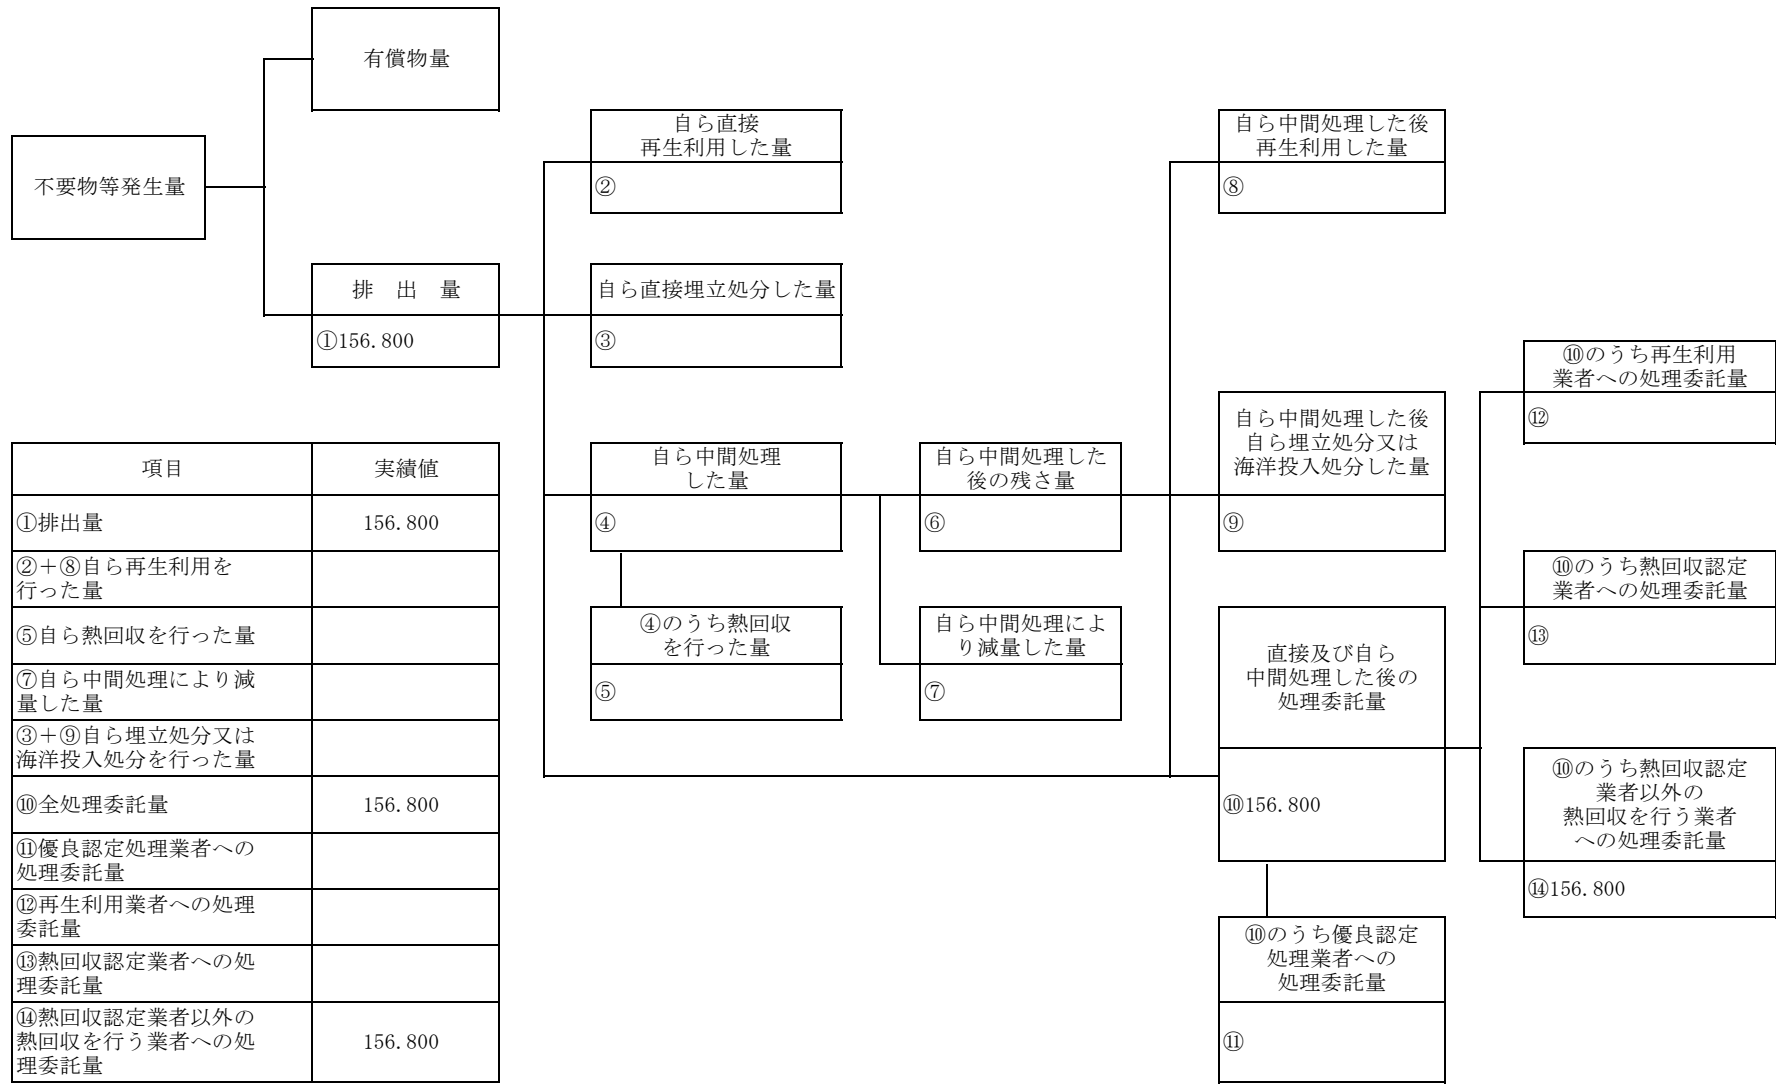 有償物量
不要物等発生量
排 出 量
①156.800
自ら直接
再生利用した量
②
自ら直接埋立処分した量
③
自ら中間処理
した量
④
④のうち熱回収
を行った量
⑤
自ら中間処理した
後の残さ量
⑥
自ら中間処理によ
り減量した量
⑦
自ら中間処理した後
再生利用した量
⑧
自ら中間処理した後
自ら埋立処分又は
海洋投入処分した量
⑨
直接及び自ら
中間処理した後の
処理委託量
⑩156.800
⑩のうち優良認定
処理業者への
処理委託量
⑪
⑩のうち再生利用
業者への処理委託量
⑫
⑩のうち熱回収認定
業者への処理委託量
⑬
⑩のうち熱回収認定
業者以外の
熱回収を行う業者
への処理委託量
⑭156.800
項目 実績値
①排出量 156.800
②＋⑧自ら再生利用を
行った量
⑤自ら熱回収を行った量
⑦自ら中間処理により減
量した量
③＋⑨自ら埋立処分又は
海洋投入処分を行った量
⑩全処理委託量 156.800
⑪優良認定処理業者への
処理委託量
⑫再生利用業者への処理
委託量
⑬熱回収認定業者への処
理委託量
⑭熱回収認定業者以外の
熱回収を行う業者への処
理委託量 156.800